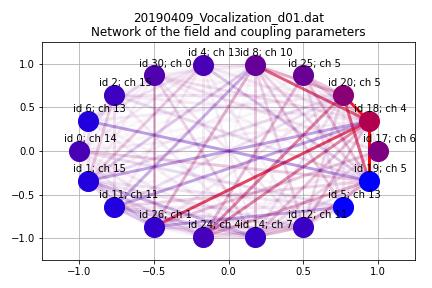 20190409_Vocalization_d01.dat
Network of the field and coupling parameters
id 4; ch 13
id 8; ch 10
id 30; ch 0
id 25; ch 5
id 2; ch 15
id 20; ch 5
id 6; ch 13
id 18; ch 4
id 0; ch 14
id 17; ch 6
id 1; ch 15
id 19; ch 5
id 11; ch 11
id 5; ch 13
id 26; ch 1
id 24; ch 4
id 14; ch 7
id 12; ch
1.0
0.5
0.0
−0.5
−1.0
−1.0
−0.5
0.0
0.5
1.0